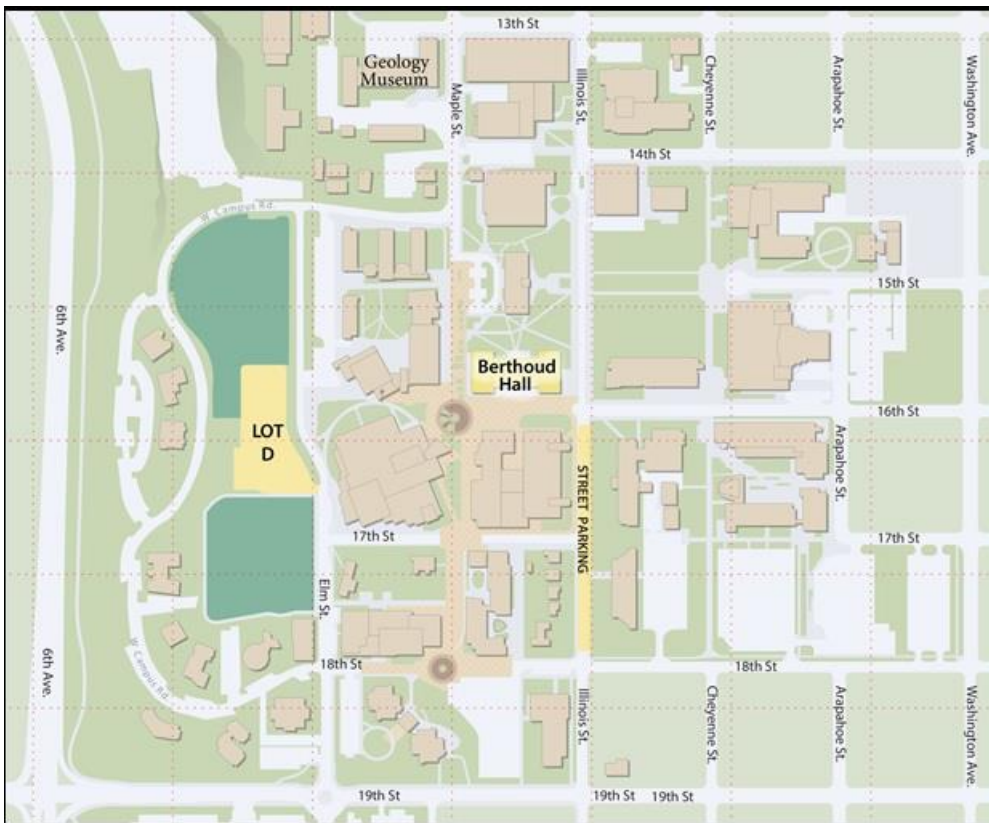 13th St
Geology
Museum
Maple St.
Illinois St.
Cheyenne St.
Arapahoe St.
Washington Ave.
14th St
W. Campus Rd.
15th St
6th Ave.
Berthoud
Hall
16th St
LOT
D
STREET PARKING
Arapahoe St.
17th St
17th St
Elm St.
6th Ave.
W. Campus Rd.
18th St
18th St
Illinois St.
Cheyenne St.
Arapahoe St.
Washington Ave.
19th St
19th St
19th St